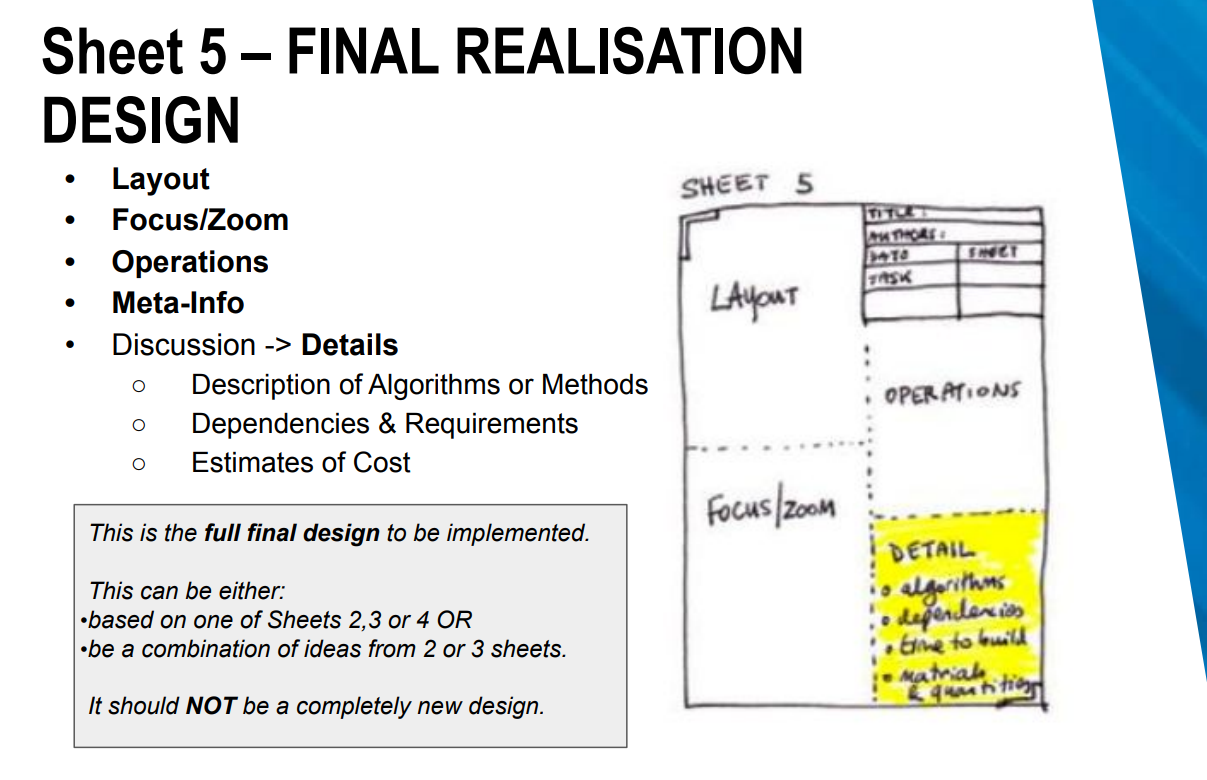 Sheet 5 – FINAL REALISATION
DESIGN
• Layout
• Focus/Zoom
• Operations
• Meta-Info
• Discussion -> Details
○ Description of Algorithms or Methods
○ Dependencies & Requirements
○ Estimates of Cost
This is the full final design to be implemented.
This can be either:
•based on one of Sheets 2,3 or 4 OR
•be a combination of ideas from 2 or 3 sheets.
It should NOT be a completely new design.
SHEET 5
TITLE:
AUTHORS:
DATE SHEET
TASK
LAYOUT
OPERATIONS
FOCUS/ZOOM
DETAIL
• algorithms
• dependencies
• time to build
• materials
& quantities